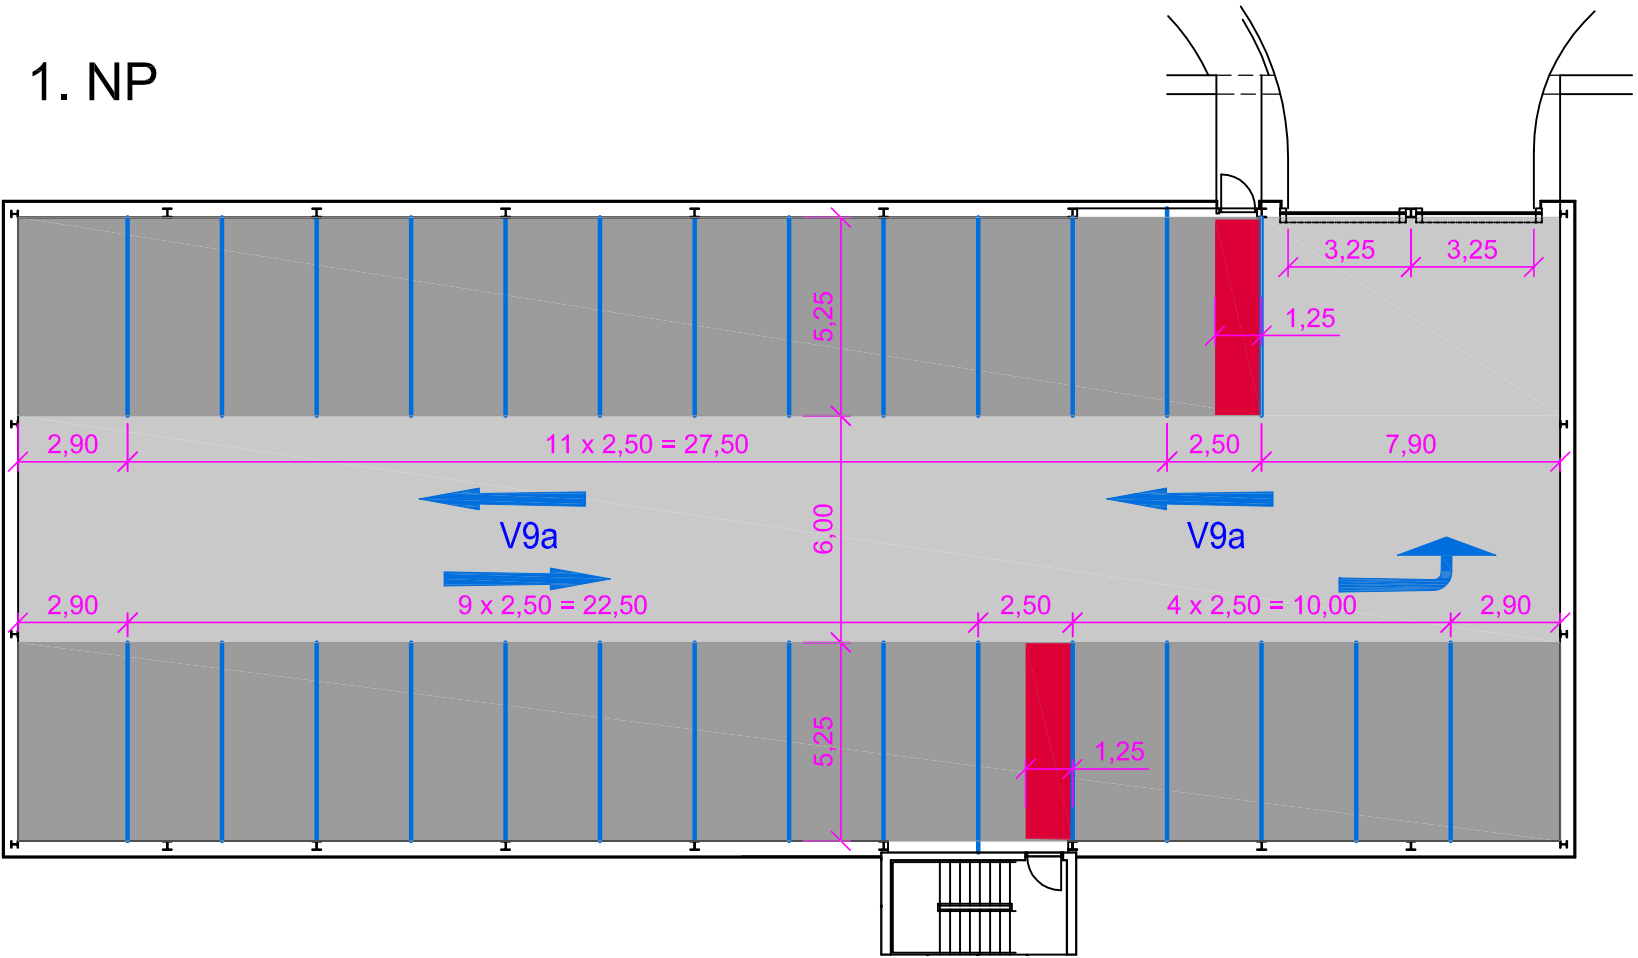 1. NP
3,25
3,25
5,25
1,25
2,90
11 x 2,50 = 27,50
2,50
7,90
V9a
6,00
V9a
2,90
9 x 2,50 = 22,50
2,50
4 x 2,50 = 10,00
2,90
5,25
1,25